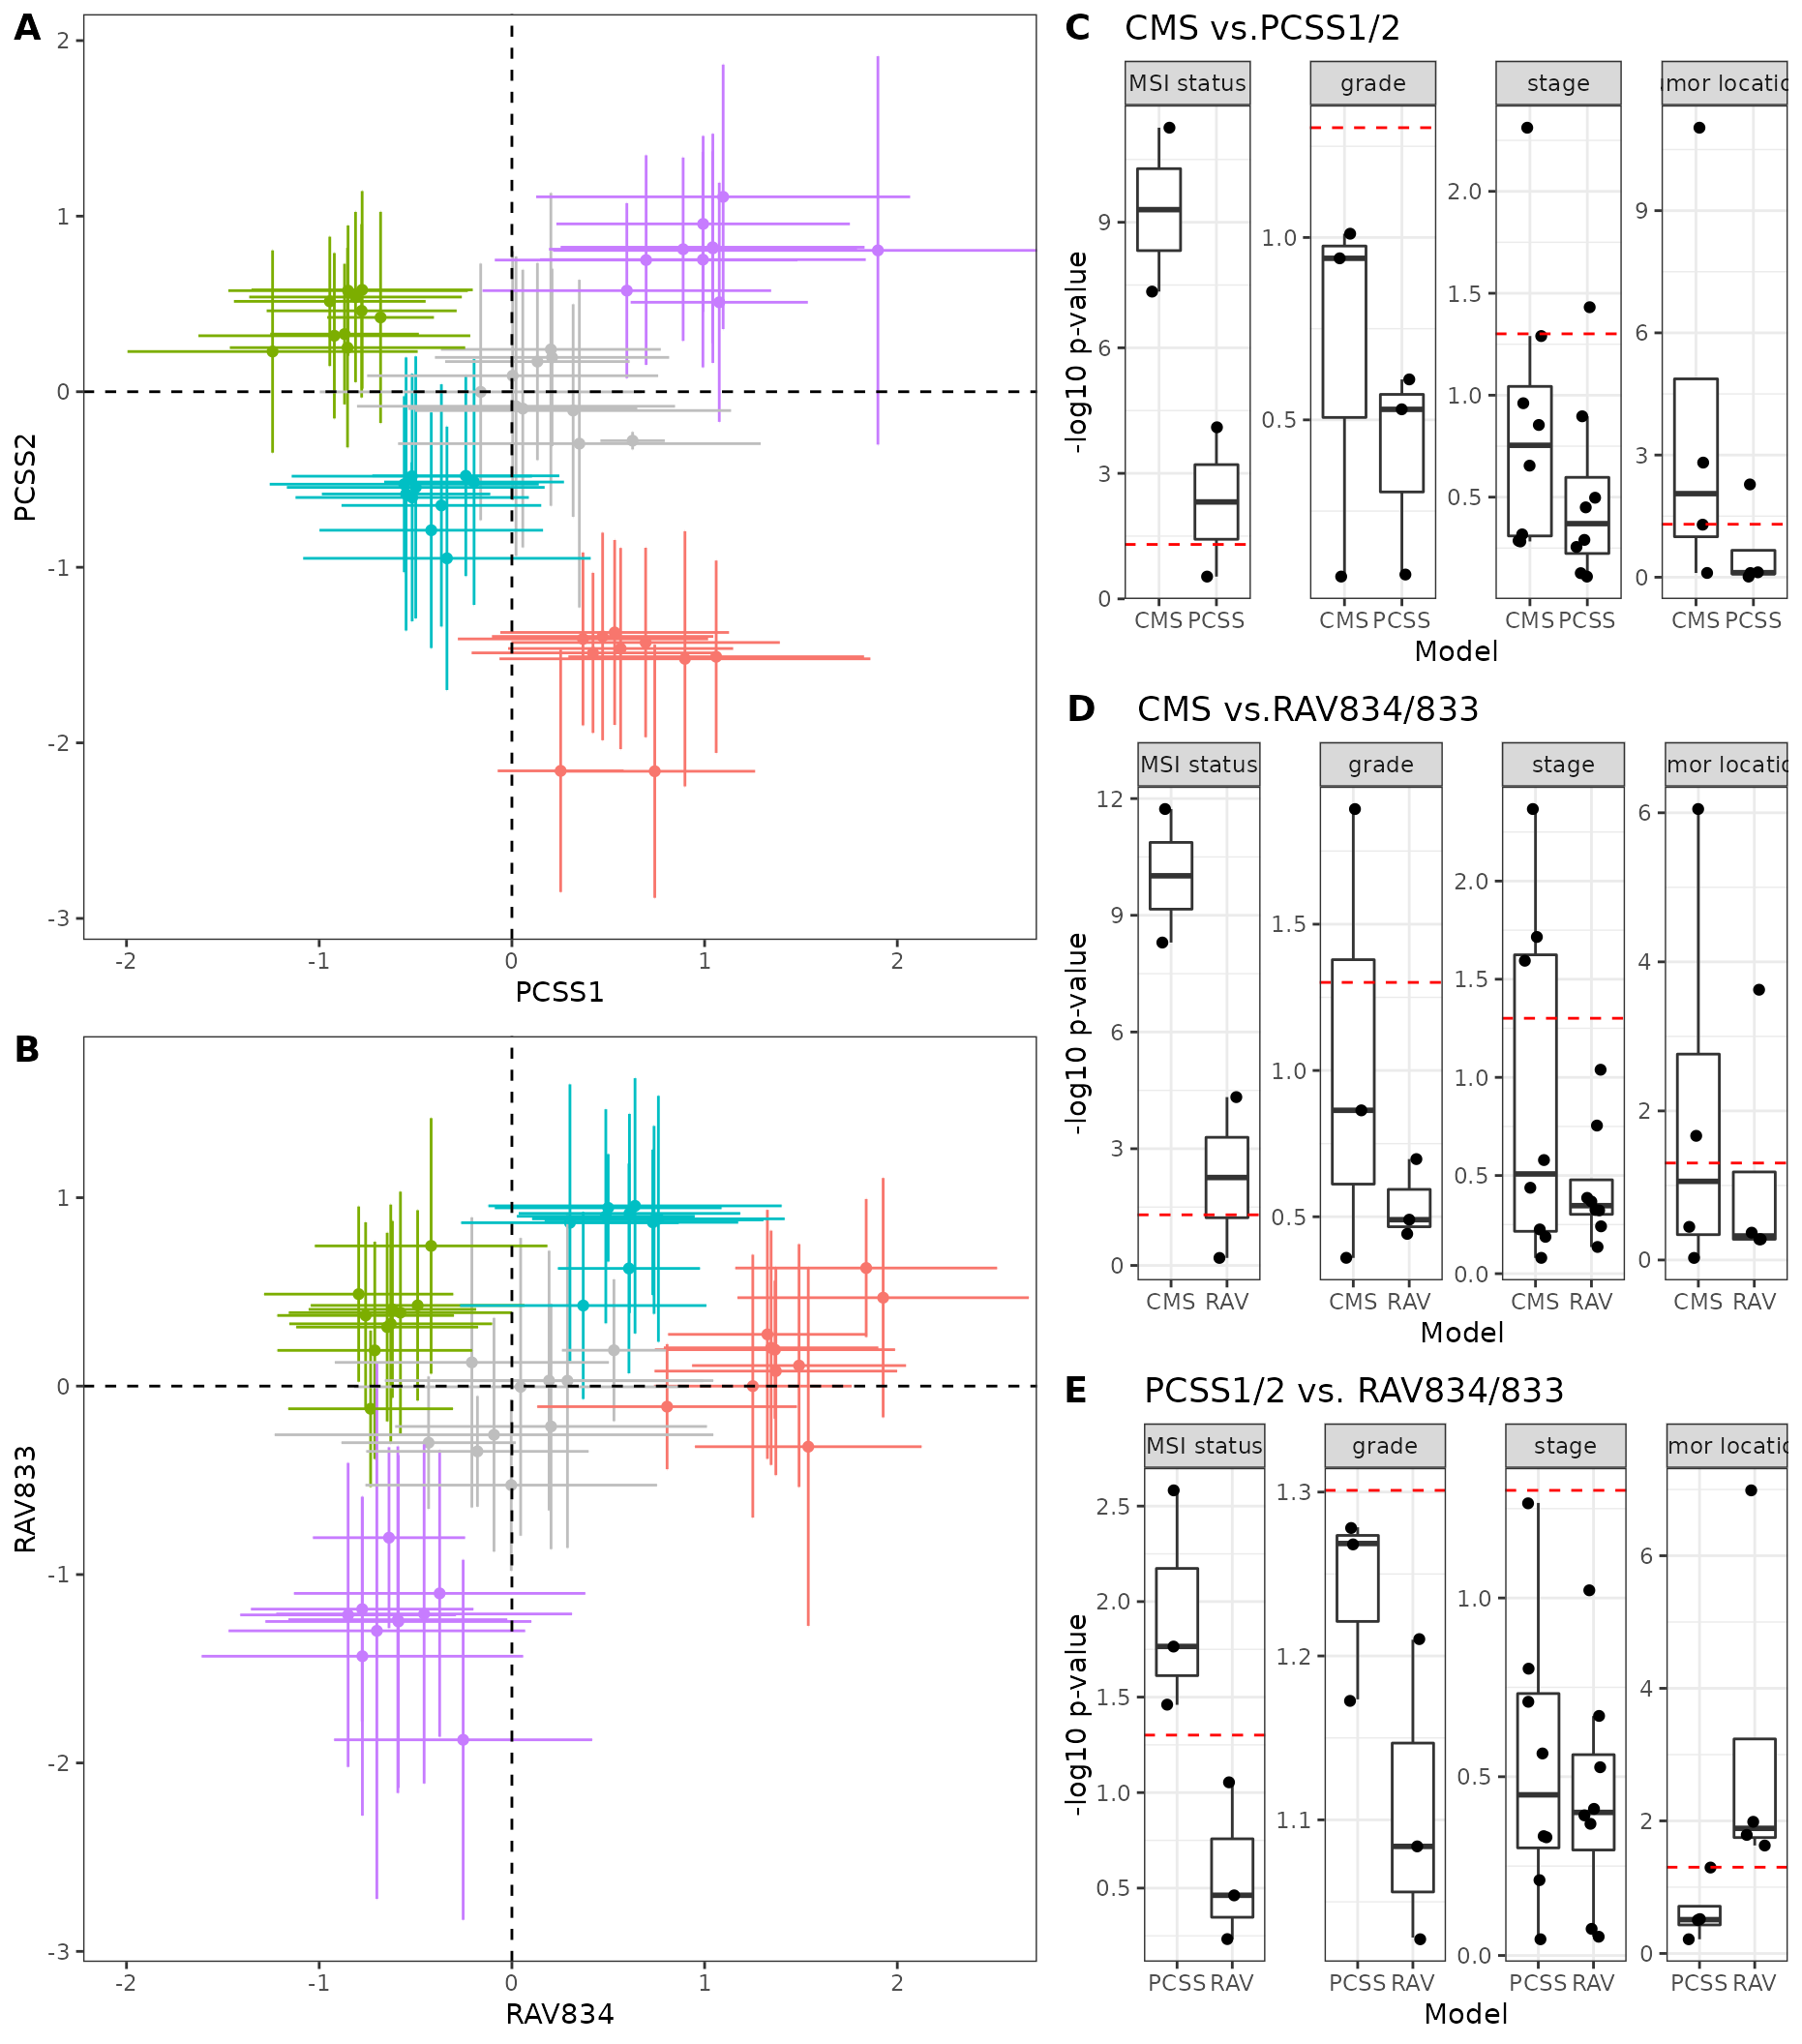 A
2
1
0
-1
-2
-3
PCSS2
-2
-1
0
1
2
PCSS1
B
1
0
-1
-2
-3
RAV833
-2
-1
0
1
2
RAV834
C
CMS vs.PCSS1/2
MSI status
grade
stage
umor locatic
-log10 p-value
9
6
3
0
1.0
0.5
2.0
1.5
1.0
0.5
9
6
3
0
CMS PCSS
CMS PCSS
CMS PCSS
CMS PCSS
Model
D
CMS vs.RAV834/833
MSI status
grade
stage
mor locatic
-log10 p-value
12
9
6
3
0
1.5
1.0
0.5
2.0
1.5
1.0
0.5
0.0
6
4
2
0
CMS RAV
CMS RAV
CMS RAV
CMS RAV
Model
E
PCSS1/2 vs. RAV834/833
MSI status
grade
stage
mor locatic
-log10 p-value
2.5
2.0
1.5
1.0
0.5
1.3
1.2
1.1
1.0
0.5
0.0
6
4
2
0
PCSS RAV
PCSS RAV
PCSS RAV
PCSS RAV
Model